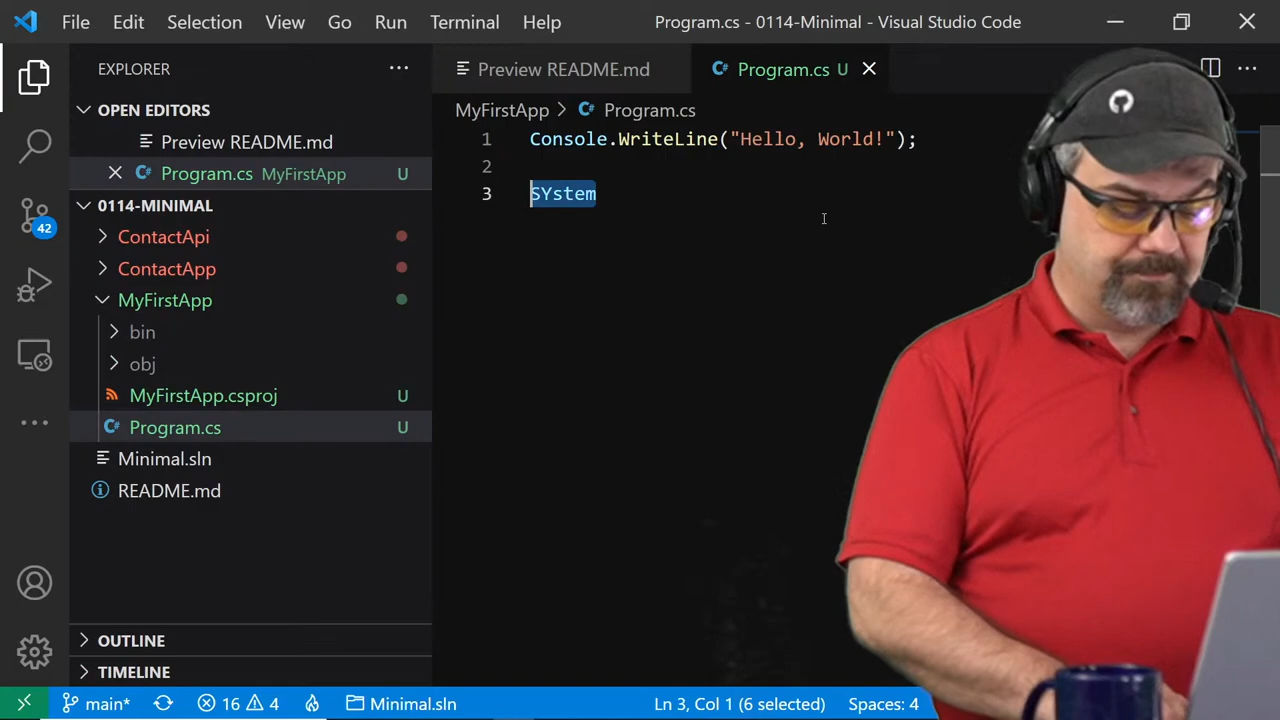 File Edit Selection View Go Run Terminal Help Program.cs - 0114-Minimal - Visual Studio Code
EXPLORER
OPEN EDITORS
Preview README.md
Program.cs MyFirstApp U
0114-MINIMAL
ContactApi
ContactApp
MyFirstApp
bin
obj
MyFirstApp.csproj U
Program.cs U
Minimal.sln
README.md
OUTLINE
TIMELINE
42
Preview README.md Program.cs U
MyFirstApp > Program.cs
1 Console.WriteLine("Hello, World!");
2
3 SYstem
main* 16 4 Minimal.sln Ln 3, Col 1 (6 selected) Spaces: 4